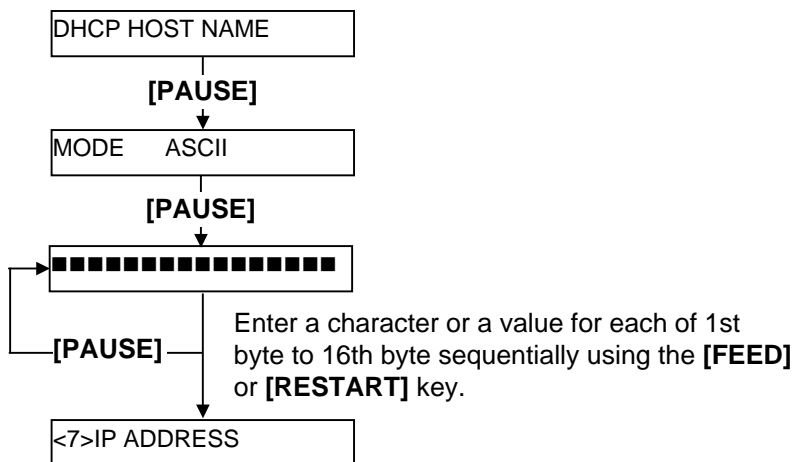 DHCP HOST NAME
[PAUSE]
MODE ASCII
[PAUSE]
■■■■■■■■■■■■■■■■
[PAUSE]
Enter a character or a value for each of 1st
byte to 16th byte sequentially using the [FEED]
or [RESTART] key.
<7>IP ADDRESS